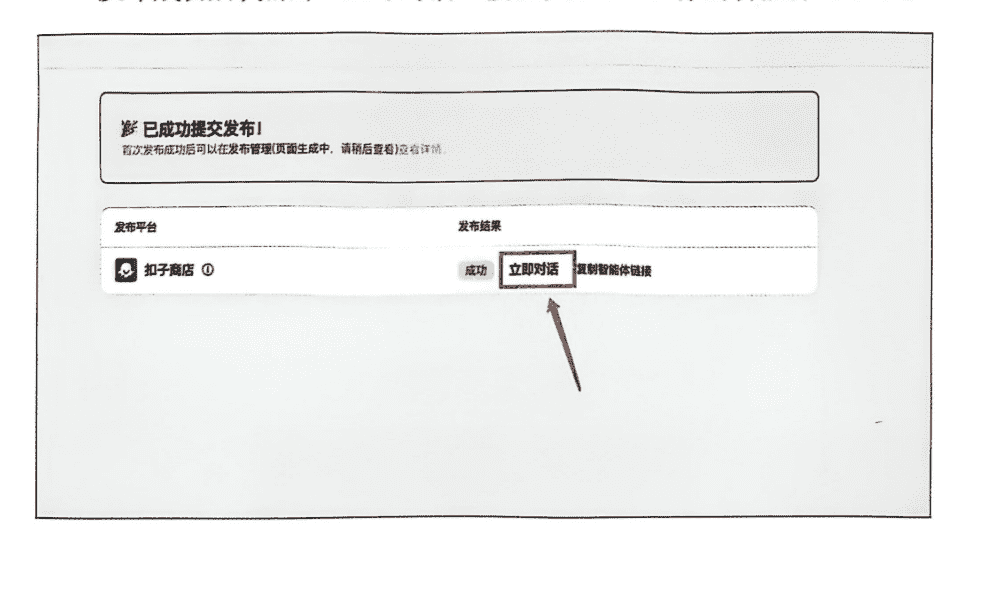 已成功提交发布!
首次发布成功后可以在发布管理(页面生成中，请稍后查看)查看详情
发布平台 发布结果
扣子商店 成功 立即对话 复制智能体链接